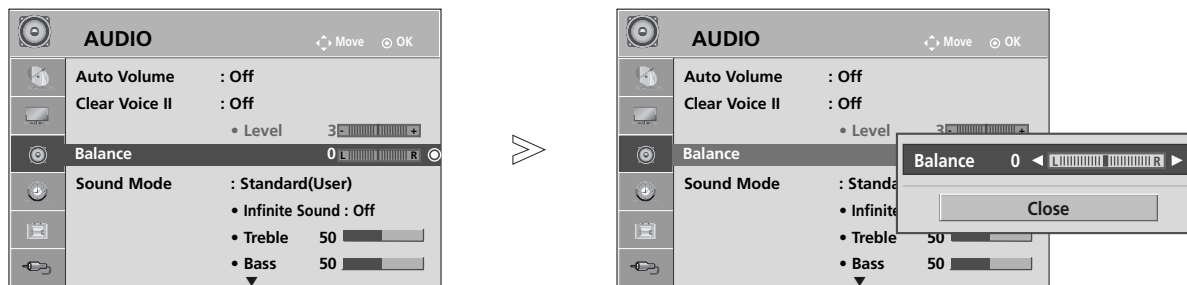 AUDIO
Move
OK
Auto Volume : Off
Clear Voice II : Off
• Level 3 - +
Balance 0 L R
Sound Mode : Standard(User)
• Infinite Sound : Off
• Treble 50
• Bass 50
AUDIO
Move
OK
Auto Volume : Off
Clear Voice II : Off
• Level 3 -
Balance
Balance 0 L R
Sound Mode : Standa
• Infinite
Close
• Treble 50
• Bass 50